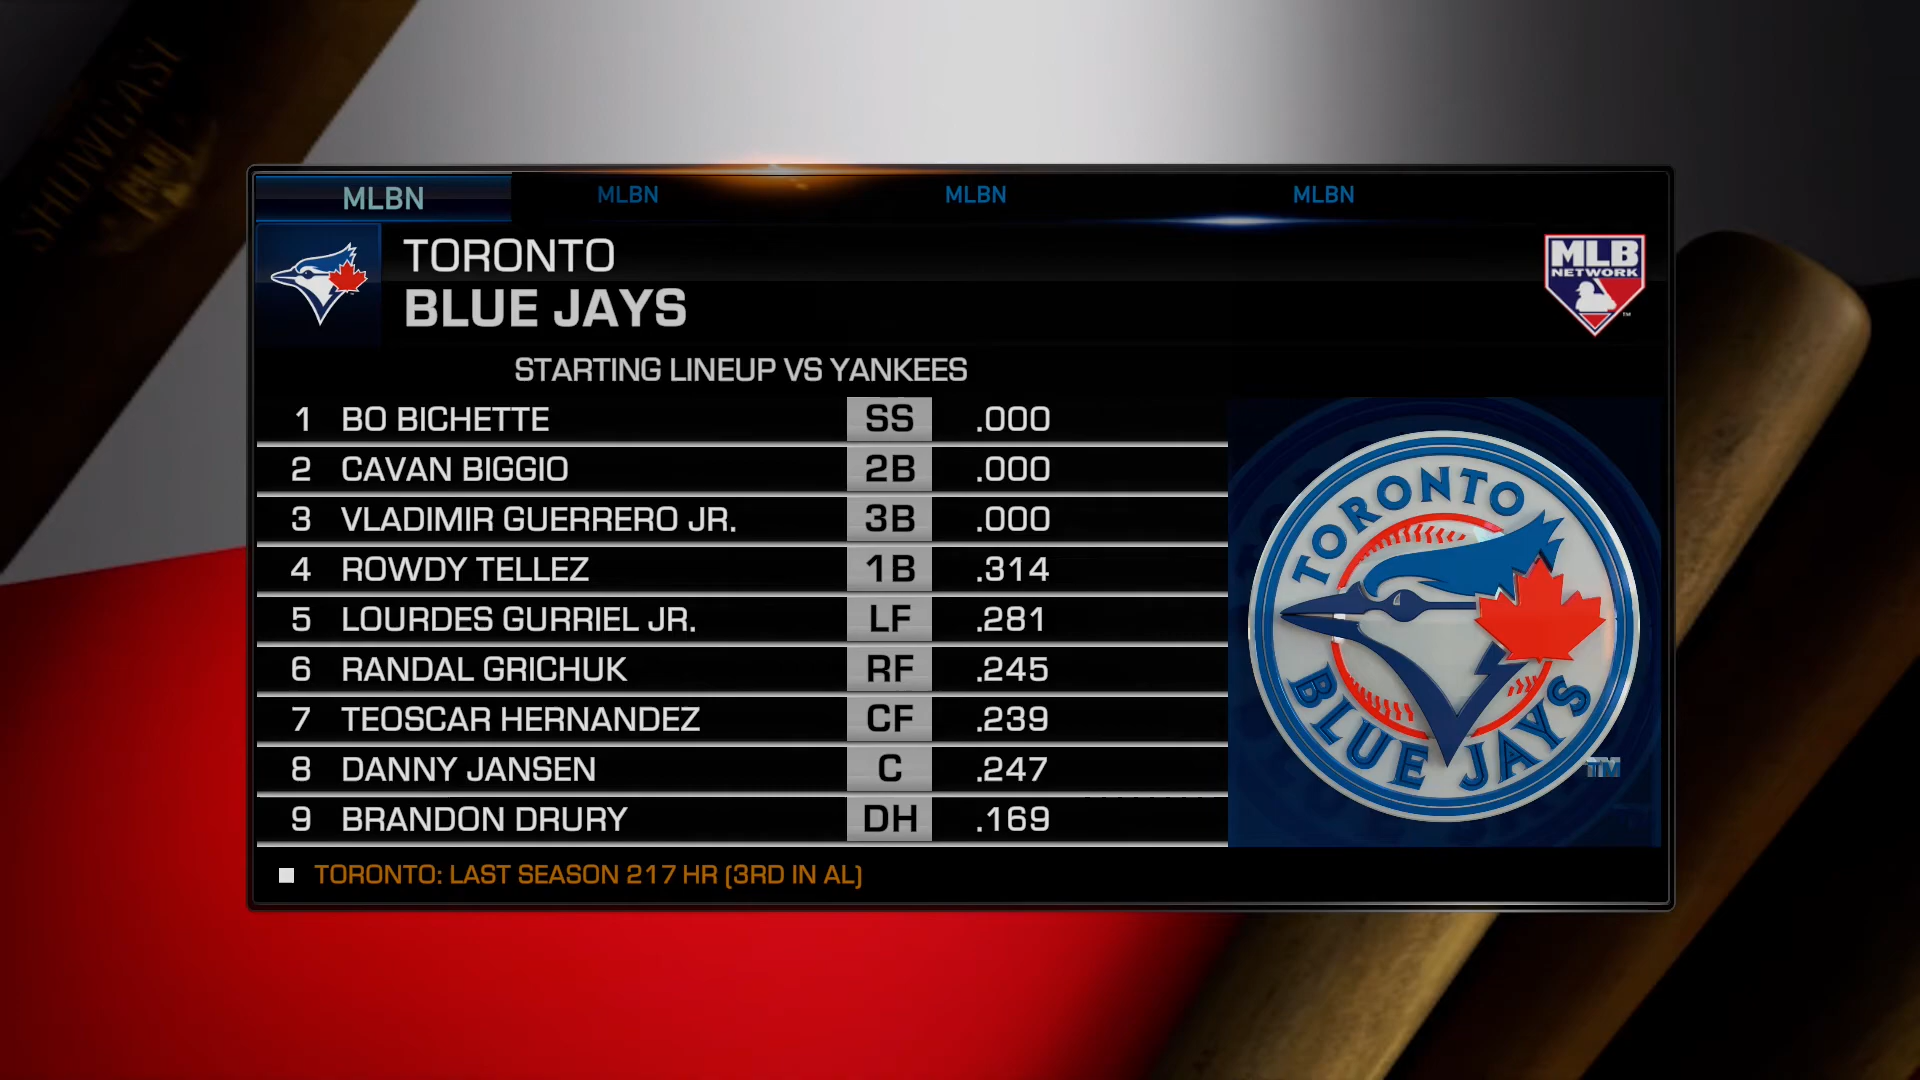 SHOWCASE
MLBN MLBN MLBN MLBN
TORONTO
BLUE JAYS
MLB
NETWORK
TM
STARTING LINEUP VS YANKEES
1 BO BICHETTE SS .000
2 CAVAN BIGGIO 2B .000
3 VLADIMIR GUERRERO JR. 3B .000
4 ROWDY TELLEZ 1B .314
5 LOURDES GURRIEL JR. LF .281
6 RANDAL GRICHUK RF .245
7 TEOSCAR HERNANDEZ CF .239
8 DANNY JANSEN C .247
9 BRANDON DRURY DH .169
TORONTO
BLUE JAYS
TM
TORONTO: LAST SEASON 217 HR (3RD IN AL)